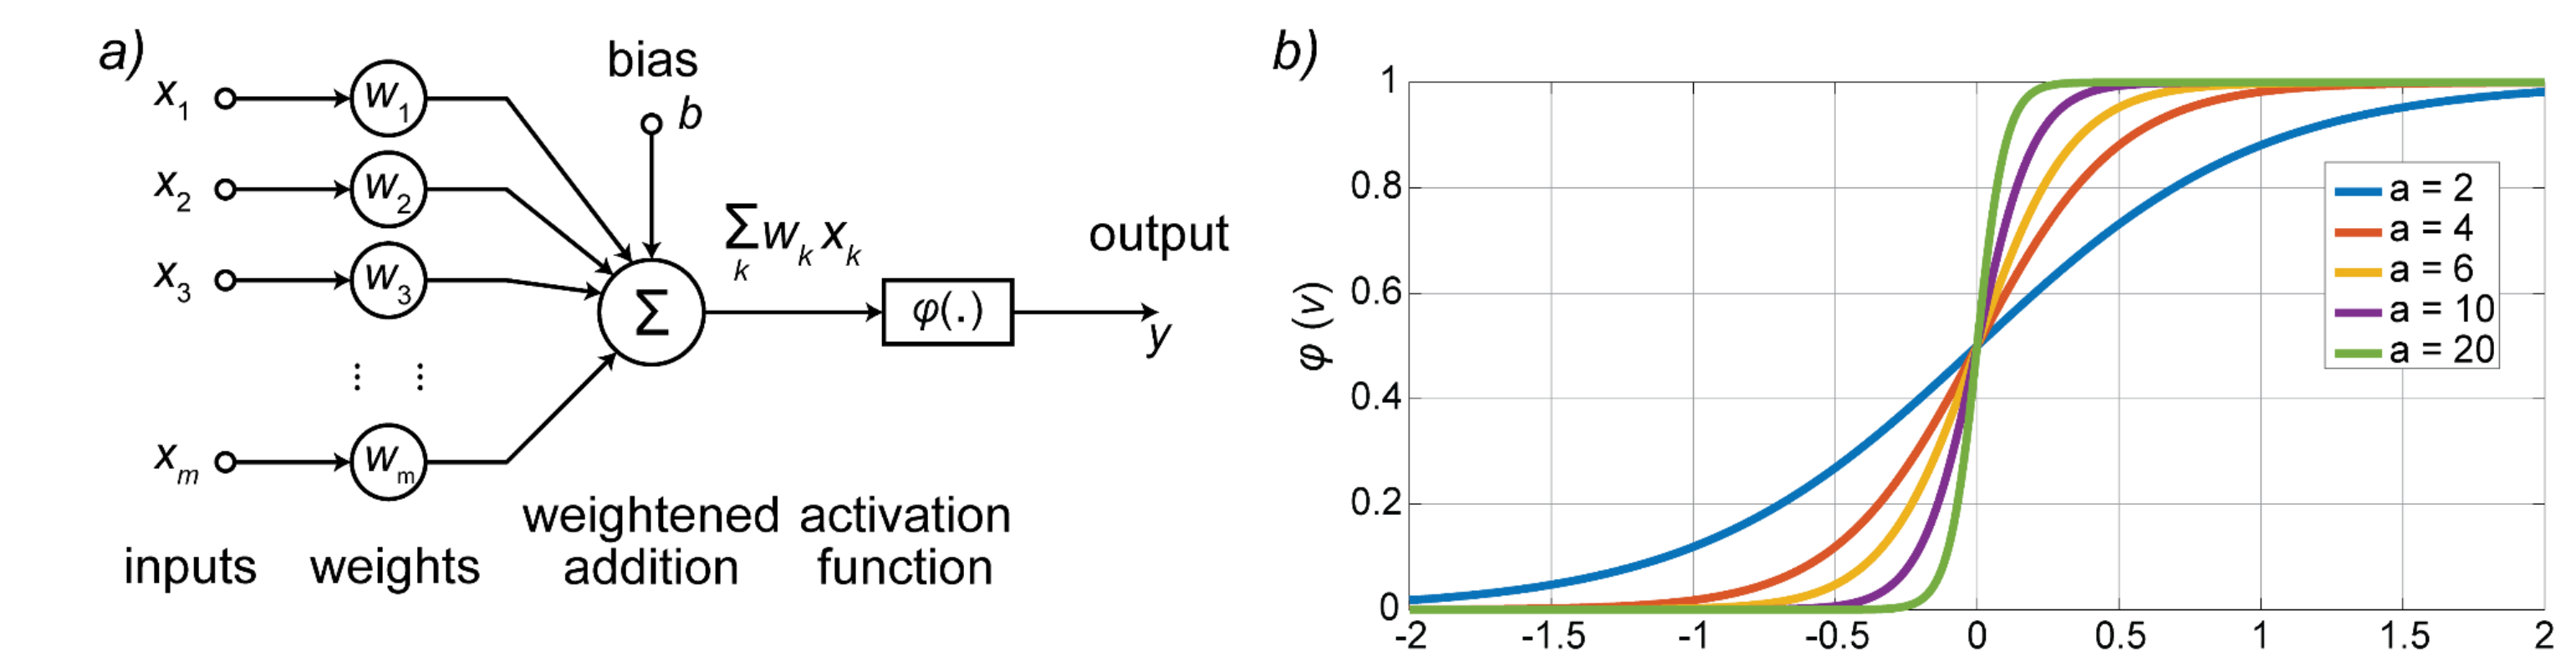 a)
x1
x2
x3
xm
w1
w2
w3
wm
bias
b
Σ
Σ wk xk
k
φ(.)
output
y
inputs
weights
weightened
addition
activation
function
b)
φ (v)
1
0.8
0.6
0.4
0.2
0
-2 -1.5 -1 -0.5 0 0.5 1 1.5 2
a = 2
a = 4
a = 6
a = 10
a = 20